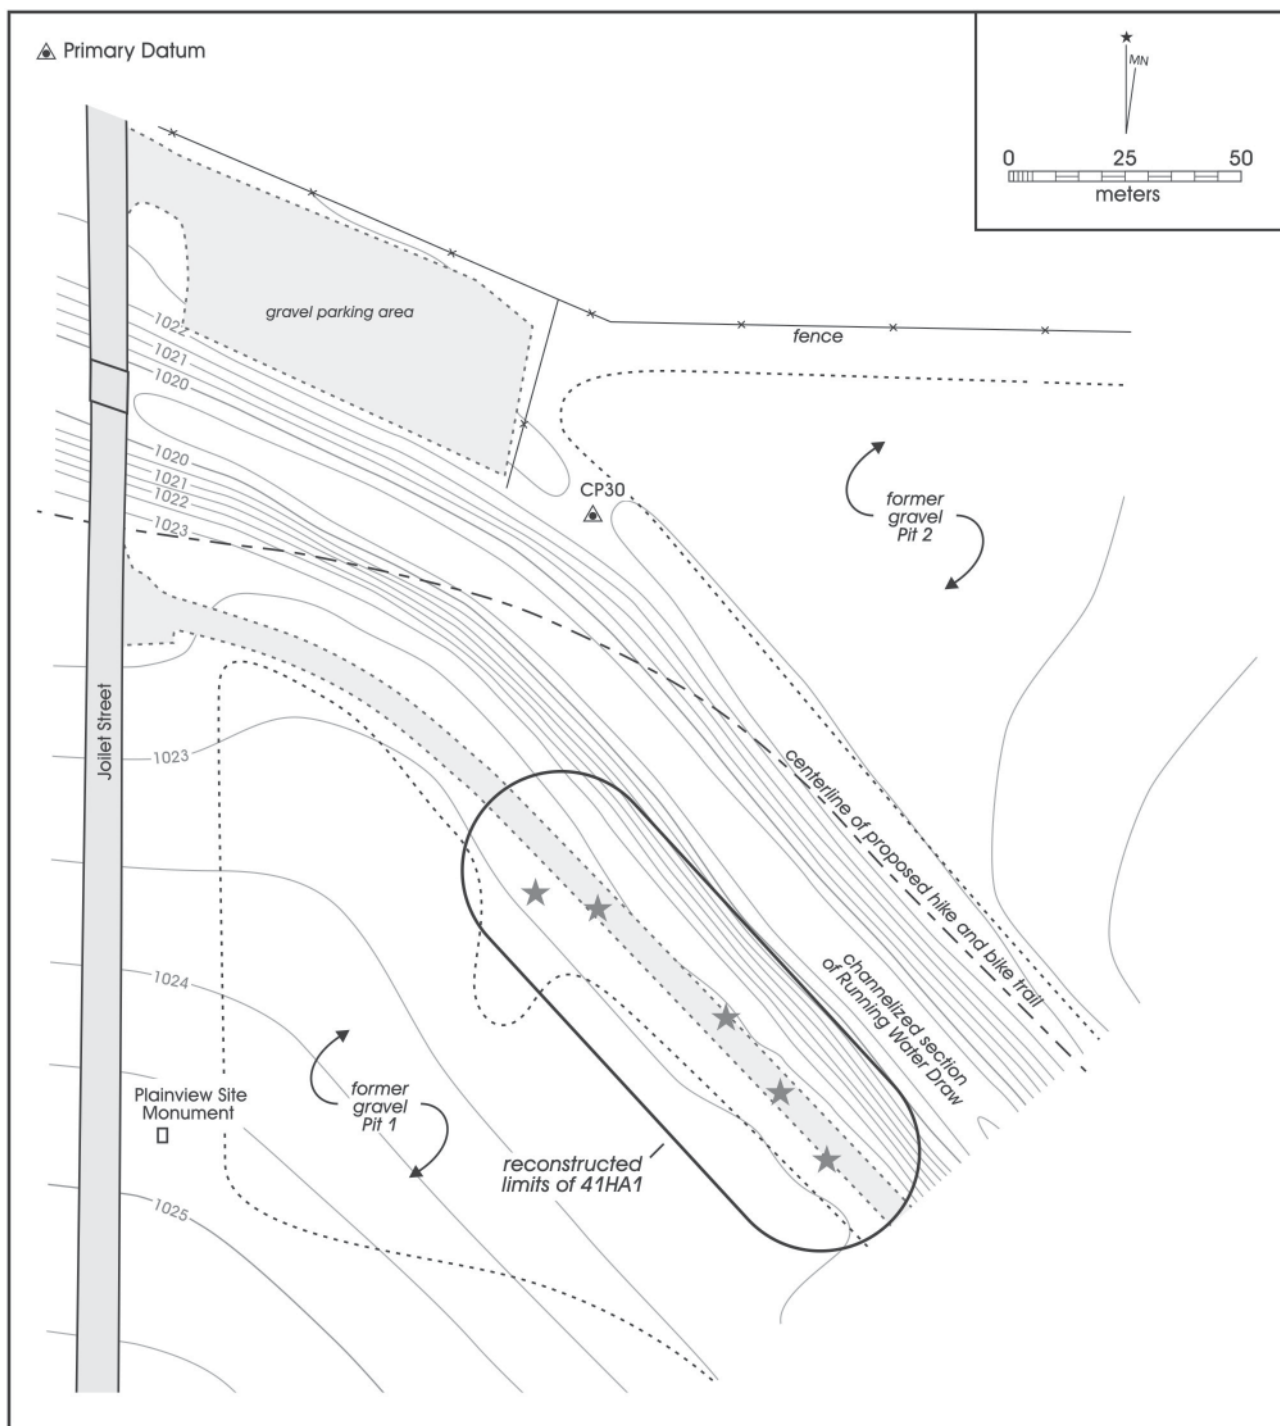 Primary Datum
MN
0 25 50
meters
gravel parking area
fence
1022
1021
1020
1020
1021
1022
1023
CP30
former
gravel
Pit 2
Joilet Street
1023
centerline of proposed hike and bike trail
channelized section
of Running Water Draw
1024
Plainview Site
Monument
former
gravel
Pit 1
reconstructed
limits of 41HA1
1025